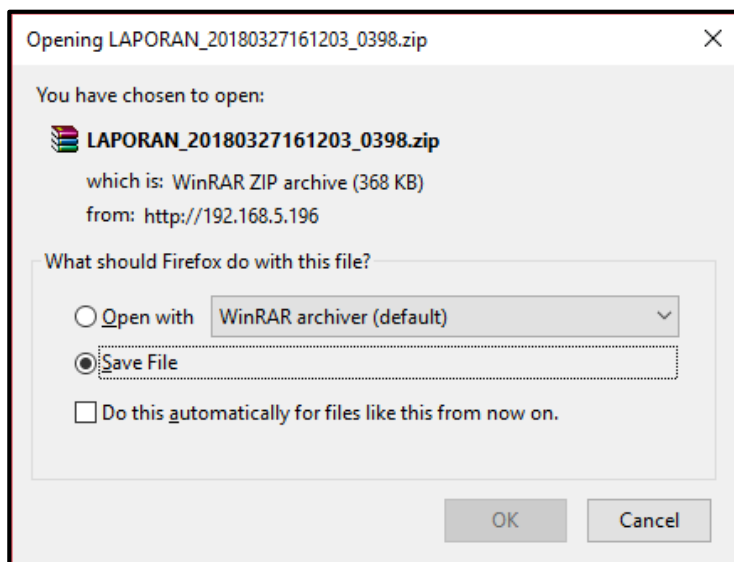 Opening LAPORAN_20180327161203_0398.zip
You have chosen to open:
LAPORAN_20180327161203_0398.zip
which is: WinRAR ZIP archive (368 KB)
from: http://192.168.5.196
What should Firefox do with this file?
Open with WinRAR archiver (default)
Save File
Do this automatically for files like this from now on.
OK Cancel